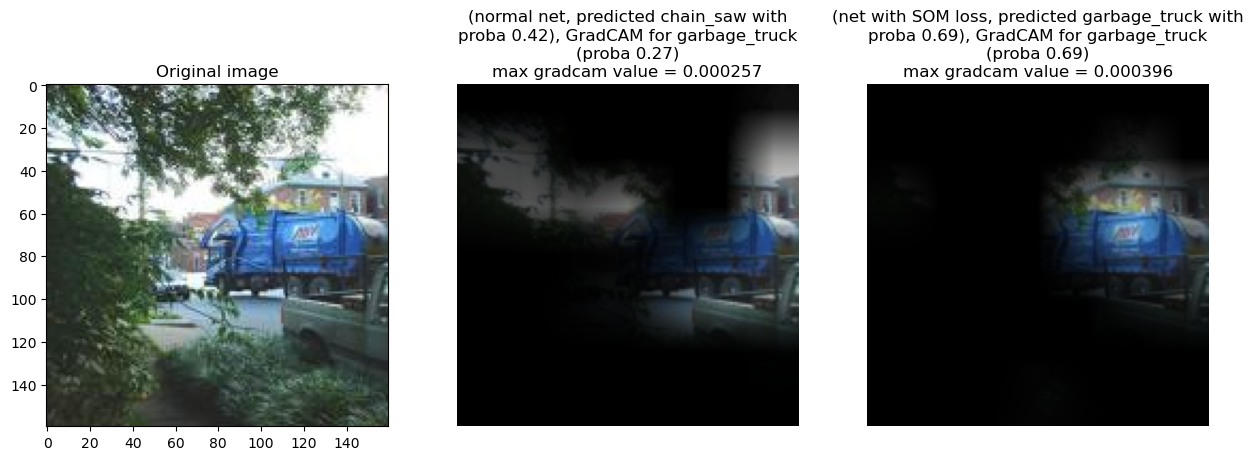 (normal net, predicted chain_saw with
proba 0.42), GradCAM for garbage_truck
(proba 0.27)
max gradcam value = 0.000257
(net with SOM loss, predicted garbage_truck with
proba 0.69), GradCAM for garbage_truck
(proba 0.69)
max gradcam value = 0.000396
Original image
0
20
40
60
80
100
120
140
0 20 40 60 80 100 120 140